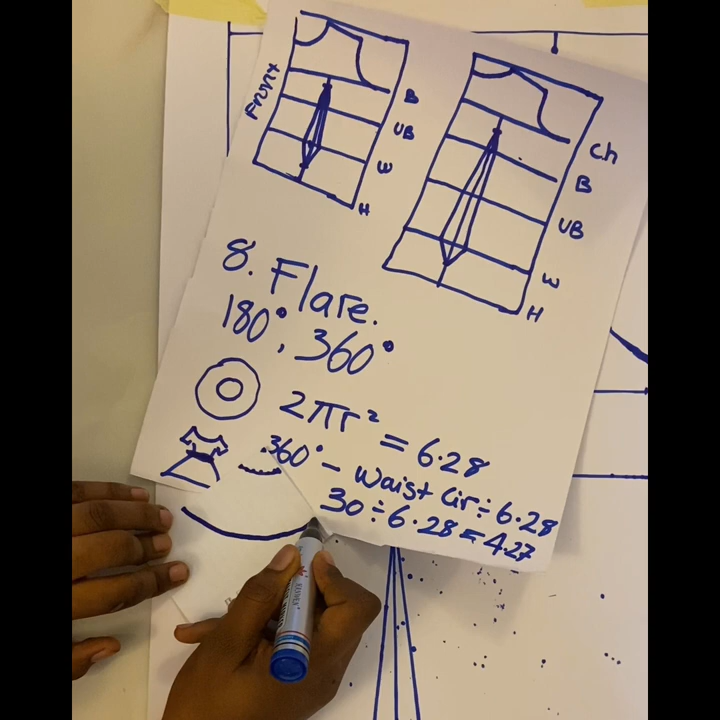 Front
B
UB
W
H
Ch
B
UB
W
H
8. Flare.
180°, 360°
2πr² = 6.28
360° - Waist Cir ÷ 6.28
30 ÷ 6.28 = 4.27